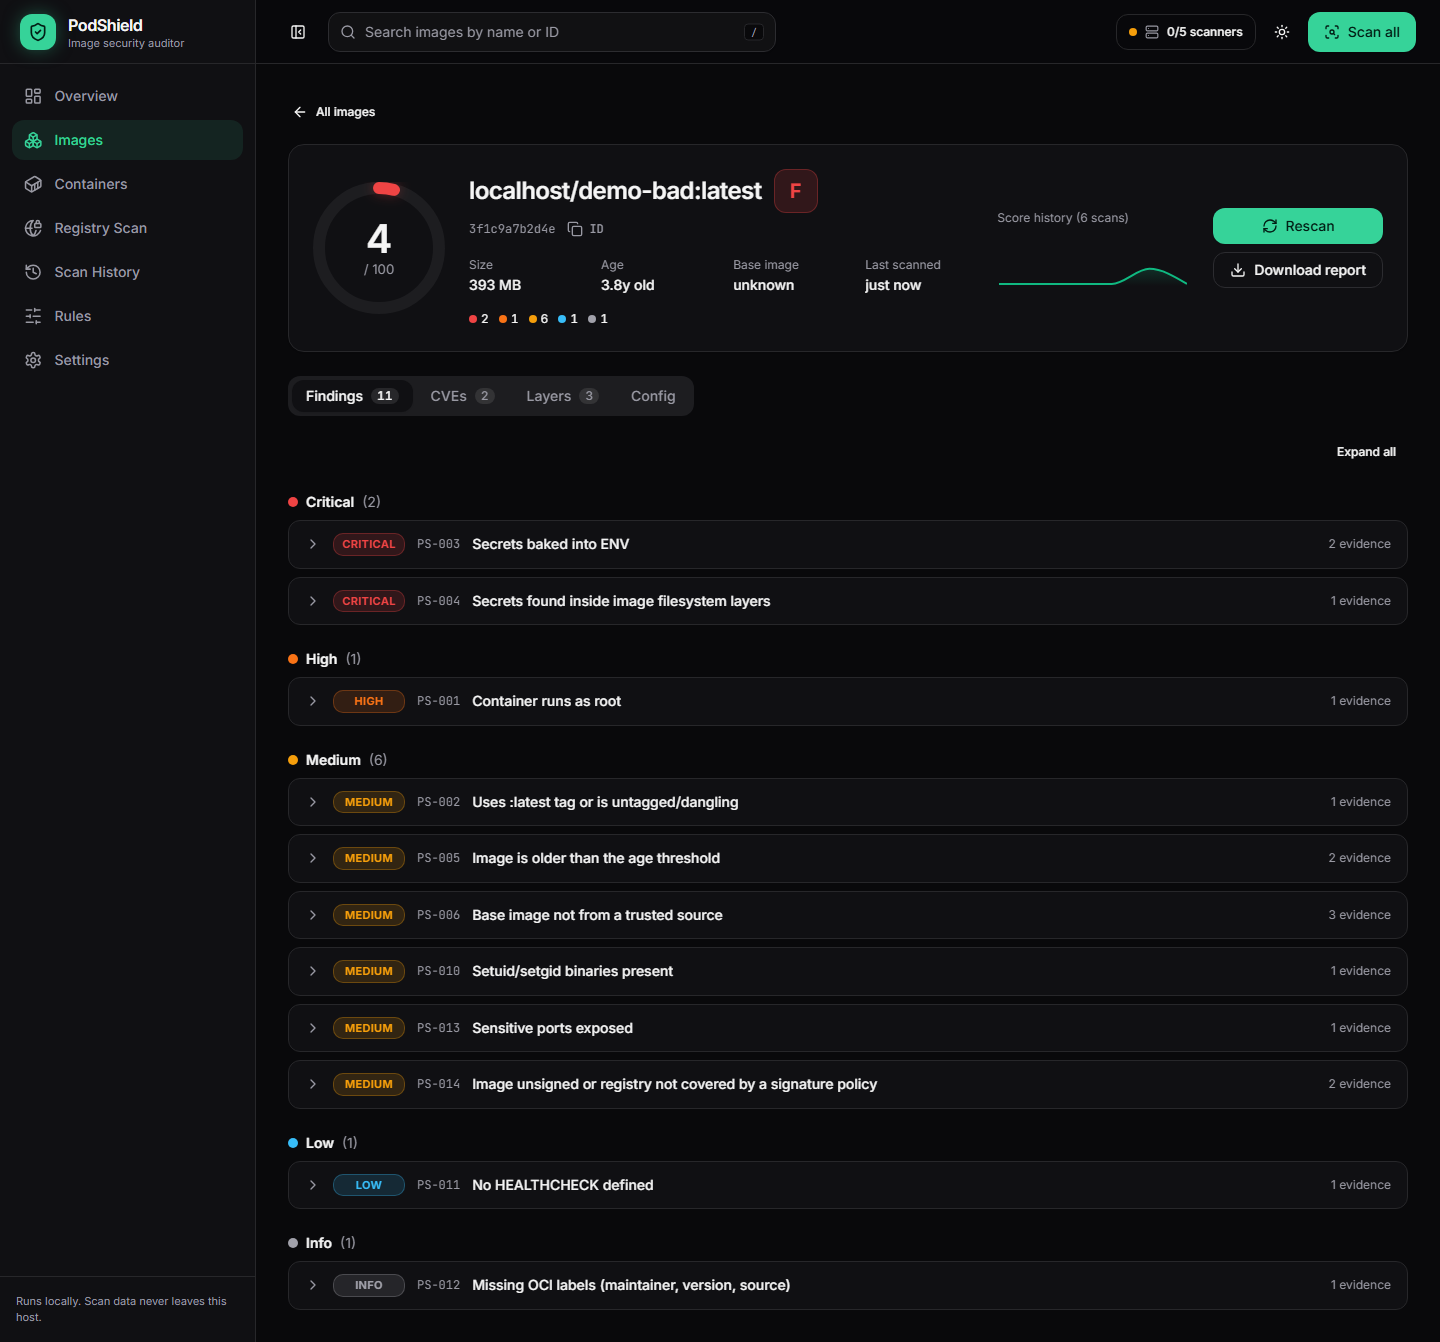 PodShield
Image security auditor
Overview
Images
Containers
Registry Scan
Scan History
Rules
Settings
Runs locally. Scan data never leaves this
host.
Search images by name or ID
/
0/5 scanners
Scan all
All images
4
/ 100
localhost/demo-bad:latest
F
3f1c9a7b2d4e ID
Size
393 MB
Age
3.8y old
Base image
unknown
Last scanned
just now
2 1 6 1 1
Score history (6 scans)
Rescan
Download report
Findings 11
CVEs 2
Layers 3
Config
Expand all
Critical (2)
CRITICAL PS-003 Secrets baked into ENV 2 evidence
CRITICAL PS-004 Secrets found inside image filesystem layers 1 evidence
High (1)
HIGH PS-001 Container runs as root 1 evidence
Medium (6)
MEDIUM PS-002 Uses :latest tag or is untagged/dangling 1 evidence
MEDIUM PS-005 Image is older than the age threshold 2 evidence
MEDIUM PS-006 Base image not from a trusted source 3 evidence
MEDIUM PS-010 Setuid/setgid binaries present 1 evidence
MEDIUM PS-013 Sensitive ports exposed 1 evidence
MEDIUM PS-014 Image unsigned or registry not covered by a signature policy 2 evidence
Low (1)
LOW PS-011 No HEALTHCHECK defined 1 evidence
Info (1)
INFO PS-012 Missing OCI labels (maintainer, version, source) 1 evidence